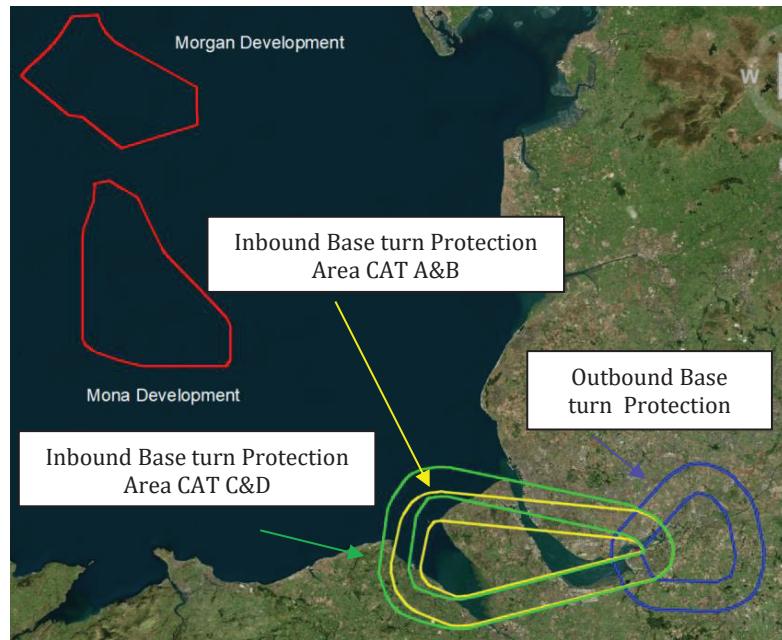 Morgan Development
W
Inbound Base turn Protection
Area CAT A&B
Mona Development
Outbound Base
turn  Protection
Inbound Base turn Protection
Area CAT C&D